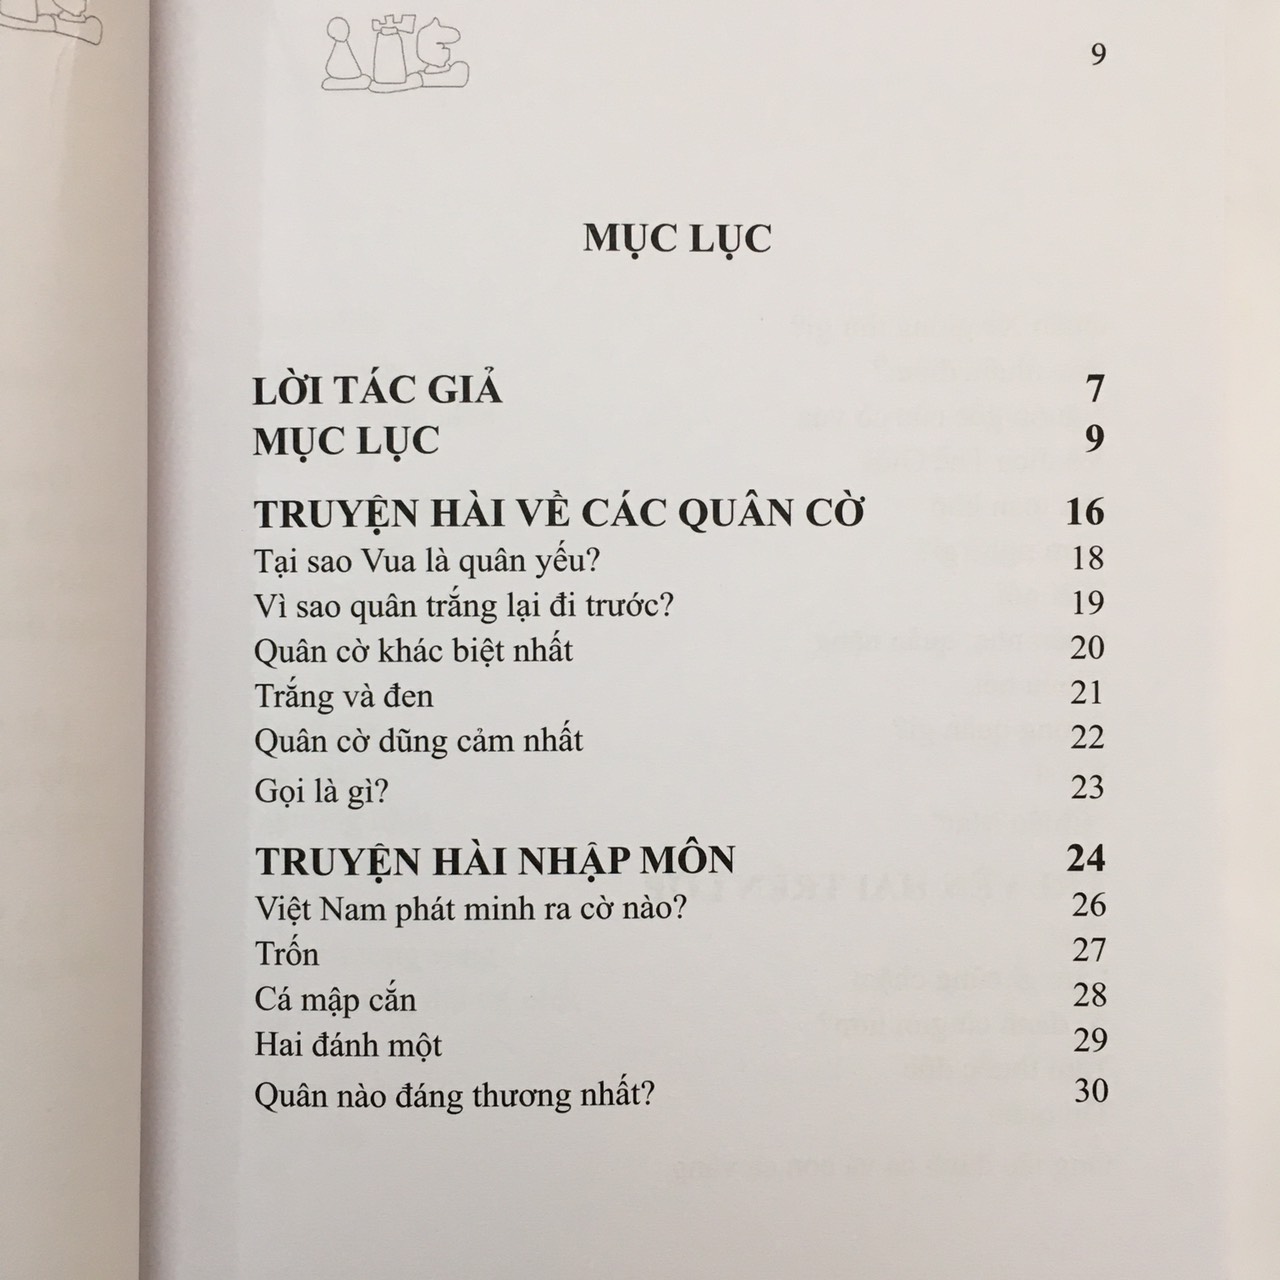 9
MỤC LỤC
LỜI TÁC GIẢ 7
MỤC LỤC 9
TRUYỆN HÀI VỀ CÁC QUÂN CỜ 16
Tại sao Vua là quân yếu? 18
Vì sao quân trắng lại đi trước? 19
Quân cờ khác biệt nhất 20
Trắng và đen 21
Quân cờ dũng cảm nhất 22
Gọi là gì? 23
TRUYỆN HÀI NHẬP MÔN 24
Việt Nam phát minh ra cờ nào? 26
Trốn 27
Cá mập cắn 28
Hai đánh một 29
Quân nào đáng thương nhất? 30